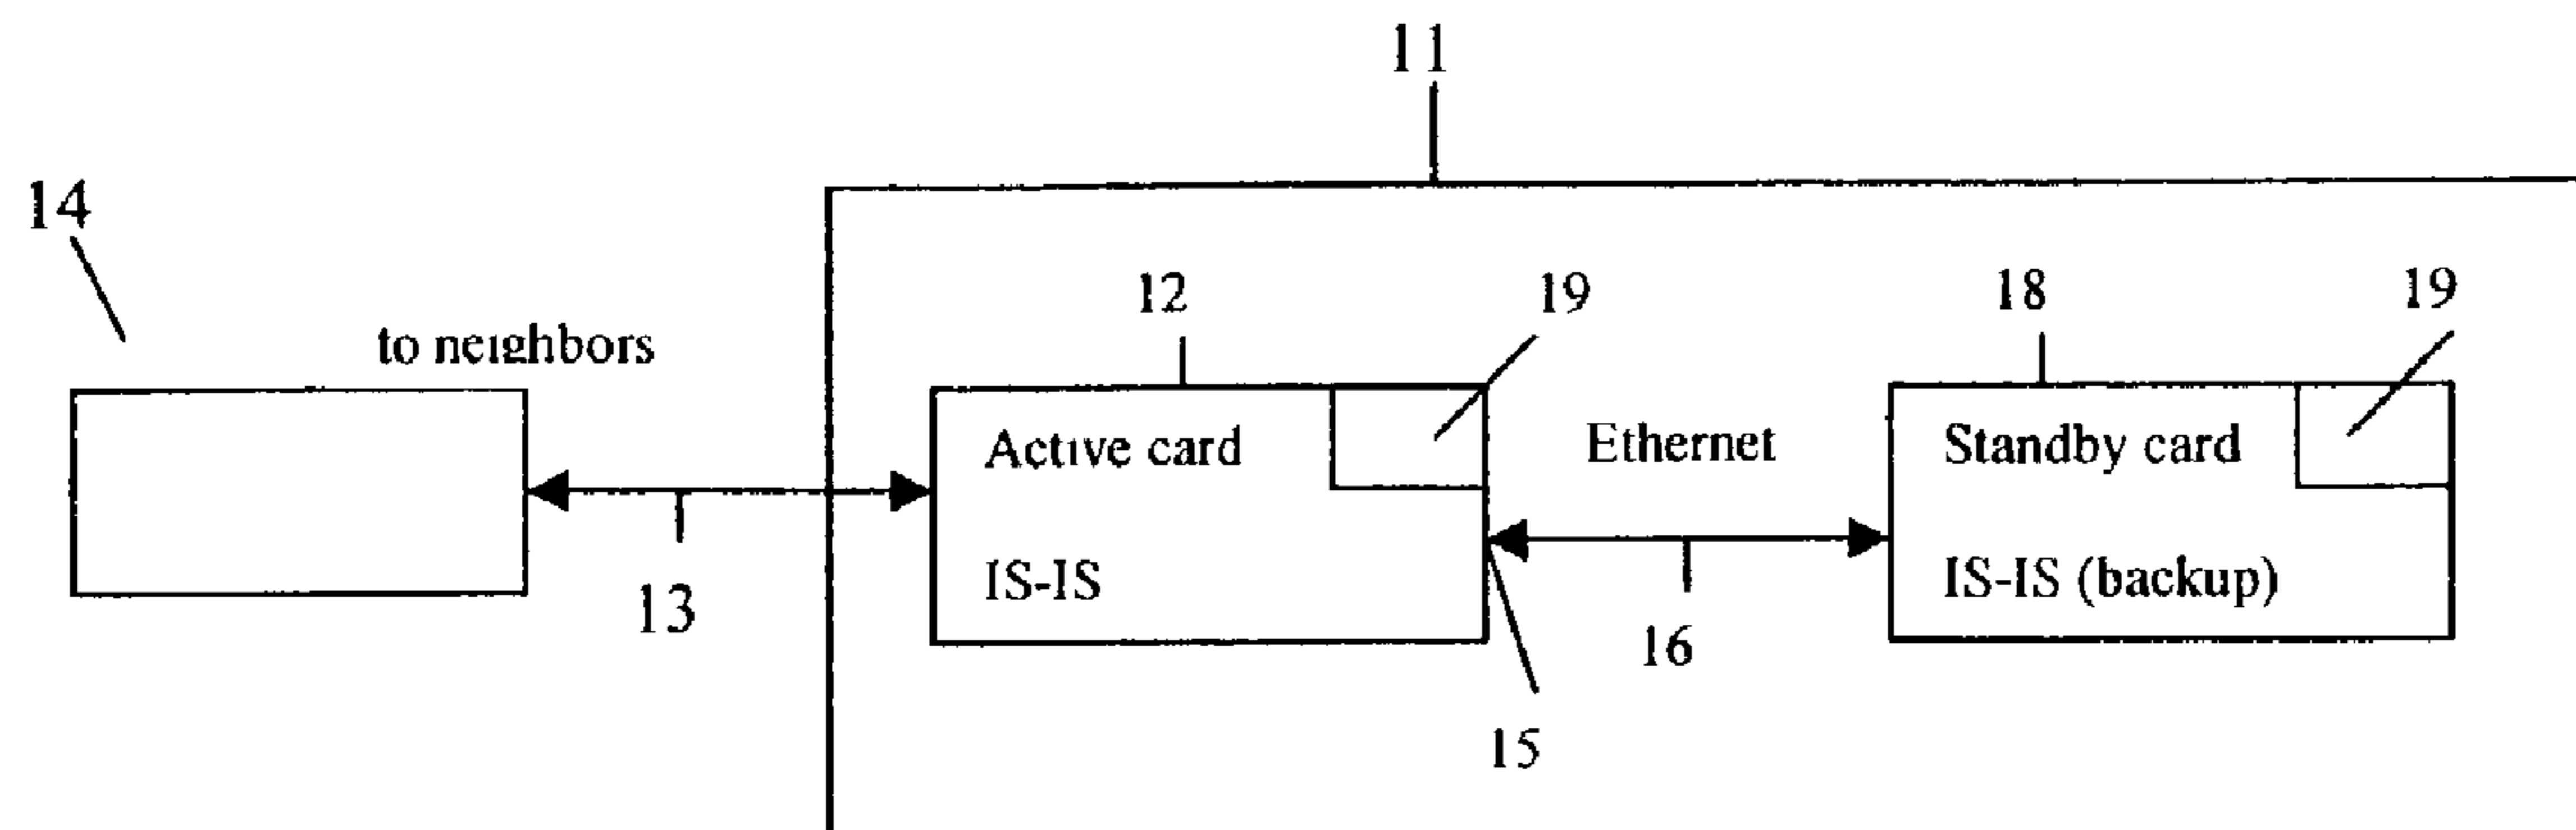 11
14
12
19
18
19
to neighbors
Active card
Ethernet
Standby card
IS-IS
IS-IS (backup)
13
16
15